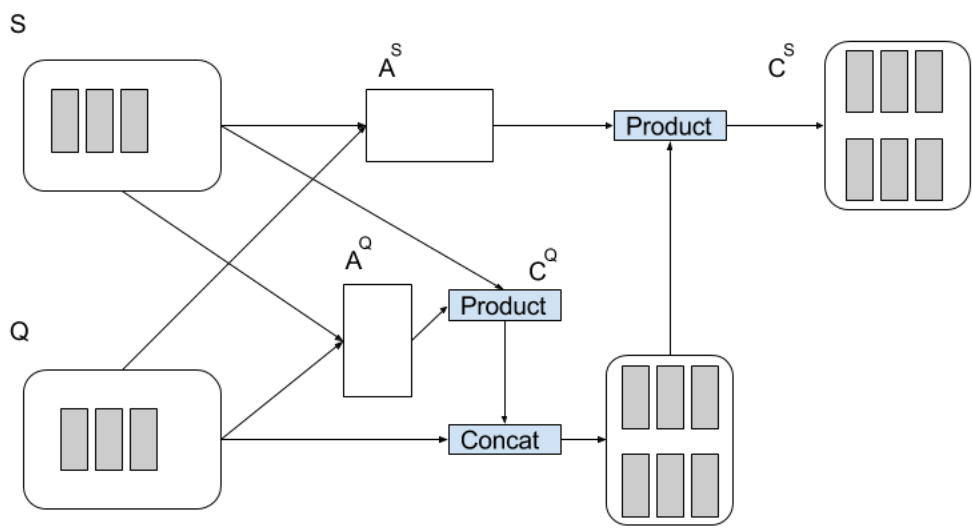 S
A^S
C^S
Product
A^Q
C^Q
Product
Q
Concat